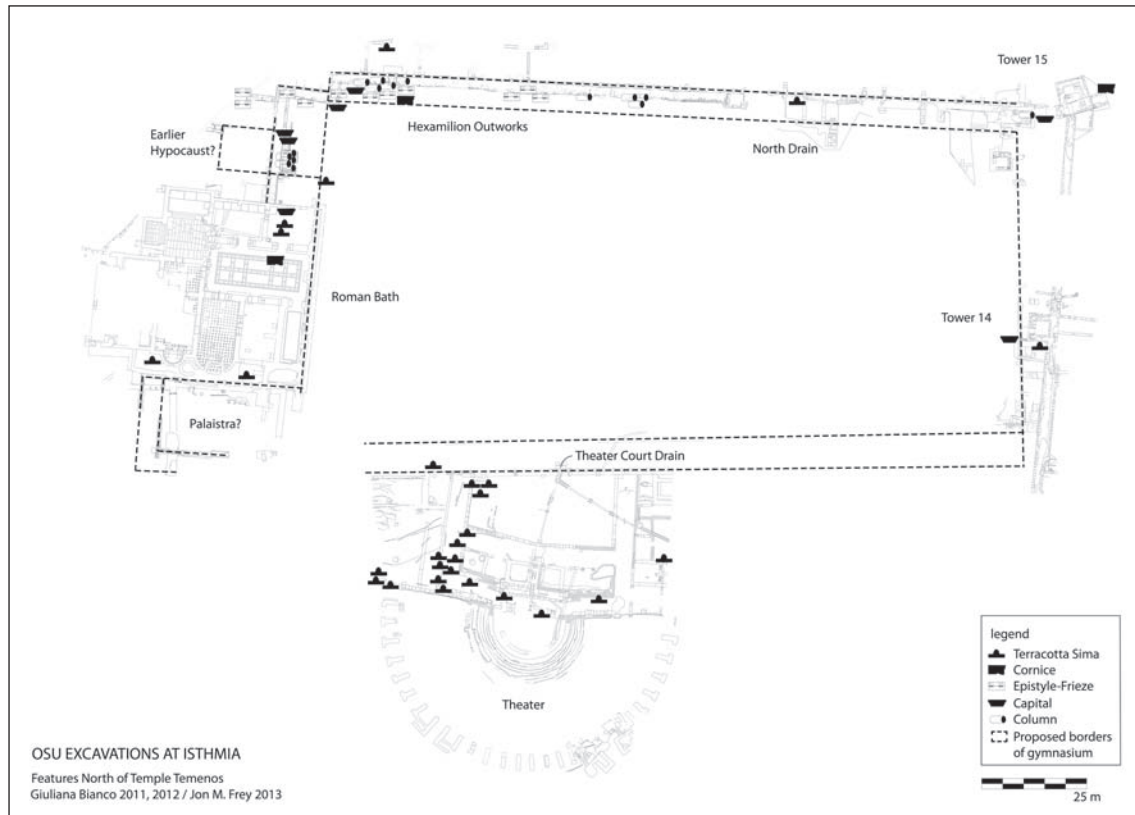 Tower 15
Earlier
Hypocaust?
Hexamilion Outworks
North Drain
Roman Bath
Tower 14
Palaistra?
Theater Court Drain
Theater
legend
Terracotta Sima
Cornice
Epistyle-Frieze
Capital
Column
Proposed borders
of gymnasium
25 m
OSU EXCAVATIONS AT ISTHMIA
Features North of Temple Temenos
Giuliana Bianco 2011, 2012 / Jon M. Frey 2013